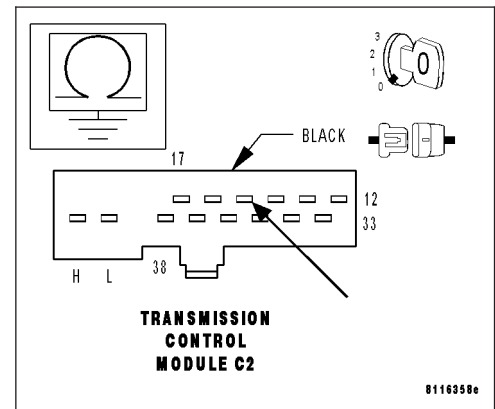 3
2
1
0
BLACK
17
12
33
H L 38
TRANSMISSION
CONTROL
MODULE C2
8116358e